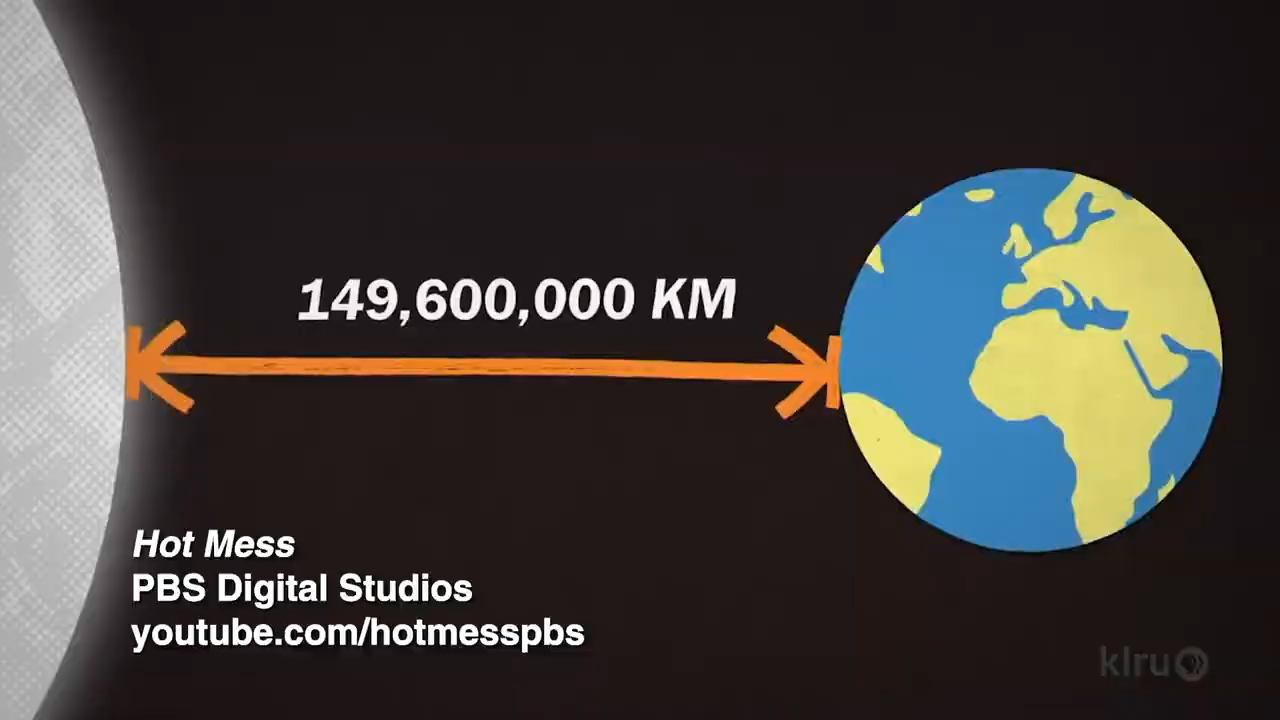 149,600,000 KM
Hot Mess
PBS Digital Studios
youtube.com/hotmesspbs
klru